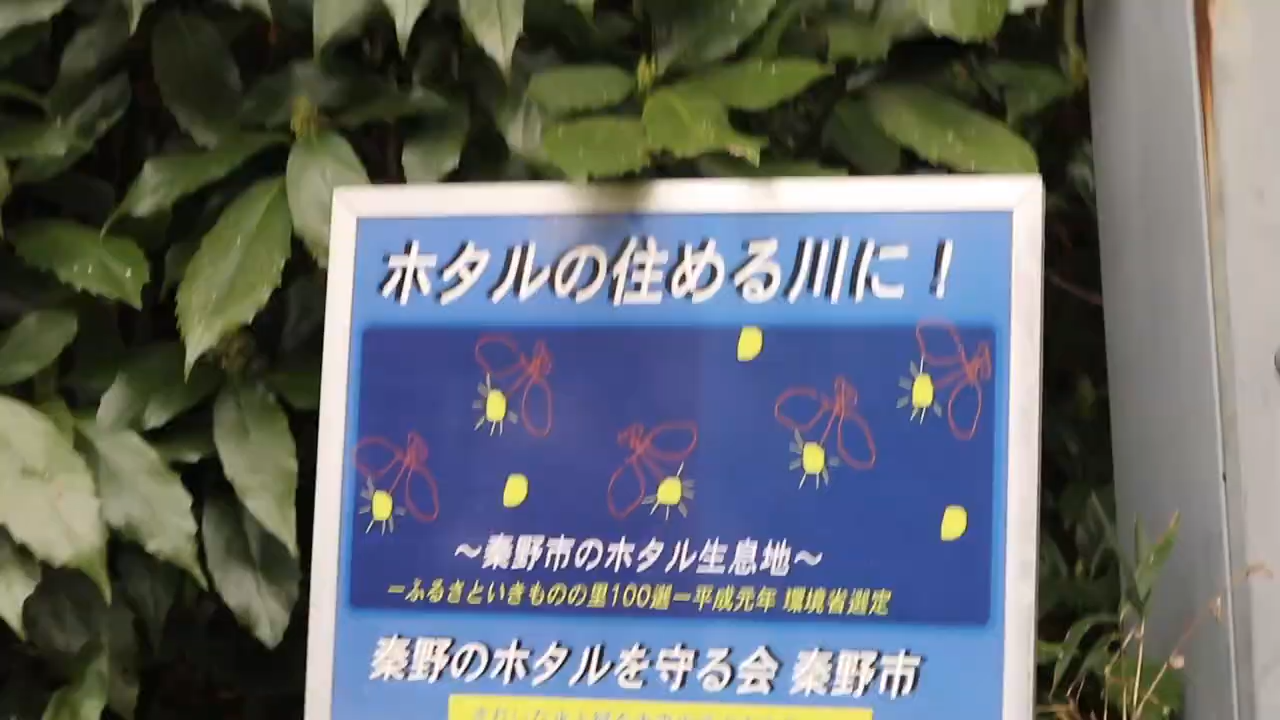 ホタルの住める川に！
～秦野市のホタル生息地～
ーふるさといきものの里100選ー平成元年 環境省選定
秦野のホタルを守る会 秦野市